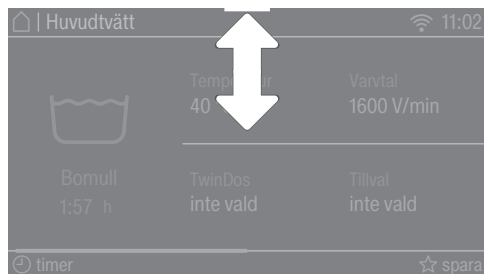 | Huvudtvätt 11:02
Varvtal
40 1600 V/min
Bomull TwinDos Tillval
1:57 h inte vald inte vald
timer spara